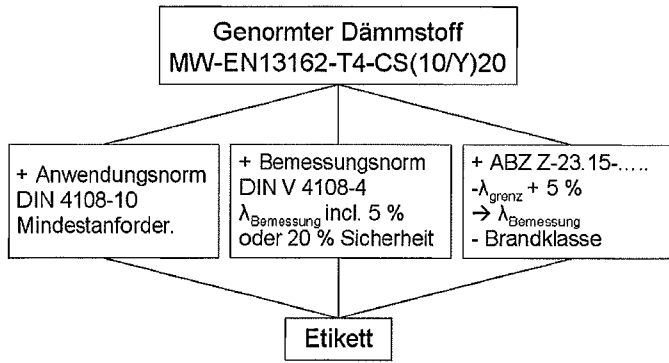 Genormter Dämmstoff
MW-EN13162-T4-CS(10/Y)20
+ Anwendungsnorm
DIN 4108-10
Mindestanforder.
+ Bemessungsnorm
DIN V 4108-4
λBemessung incl. 5 %
oder 20 % Sicherheit
+ ABZ Z-23.15-.....
-λgrenz + 5 %
→ λBemessung
- Brandklasse
Etikett